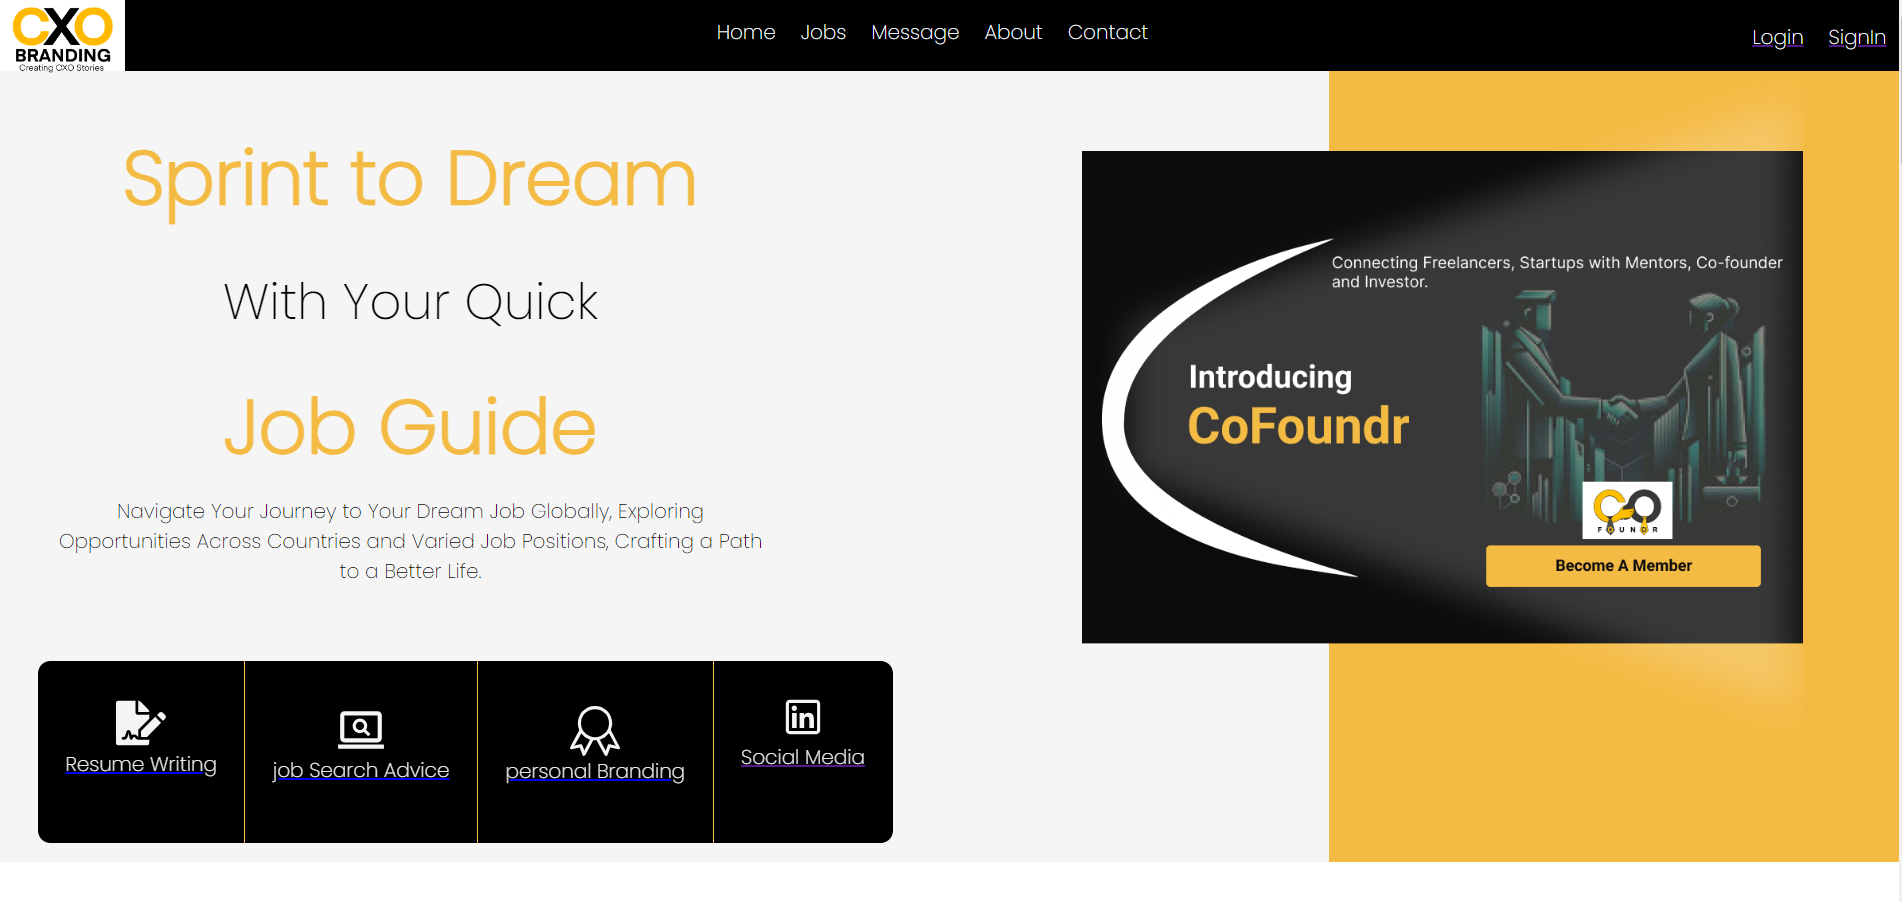 CXO
BRANDING
Creating CXO Stories
Home Jobs Message About Contact
Login SignIn
Sprint to Dream
With Your Quick
Job Guide
Navigate Your Journey to Your Dream Job Globally, Exploring
Opportunities Across Countries and Varied Job Positions, Crafting a Path
to a Better Life.
Resume Writing
job Search Advice
personal Branding
in
Social Media
Connecting Freelancers, Startups with Mentors, Co-founder
and Investor.
Introducing
CoFoundr
CO
FOUNDR
Become A Member